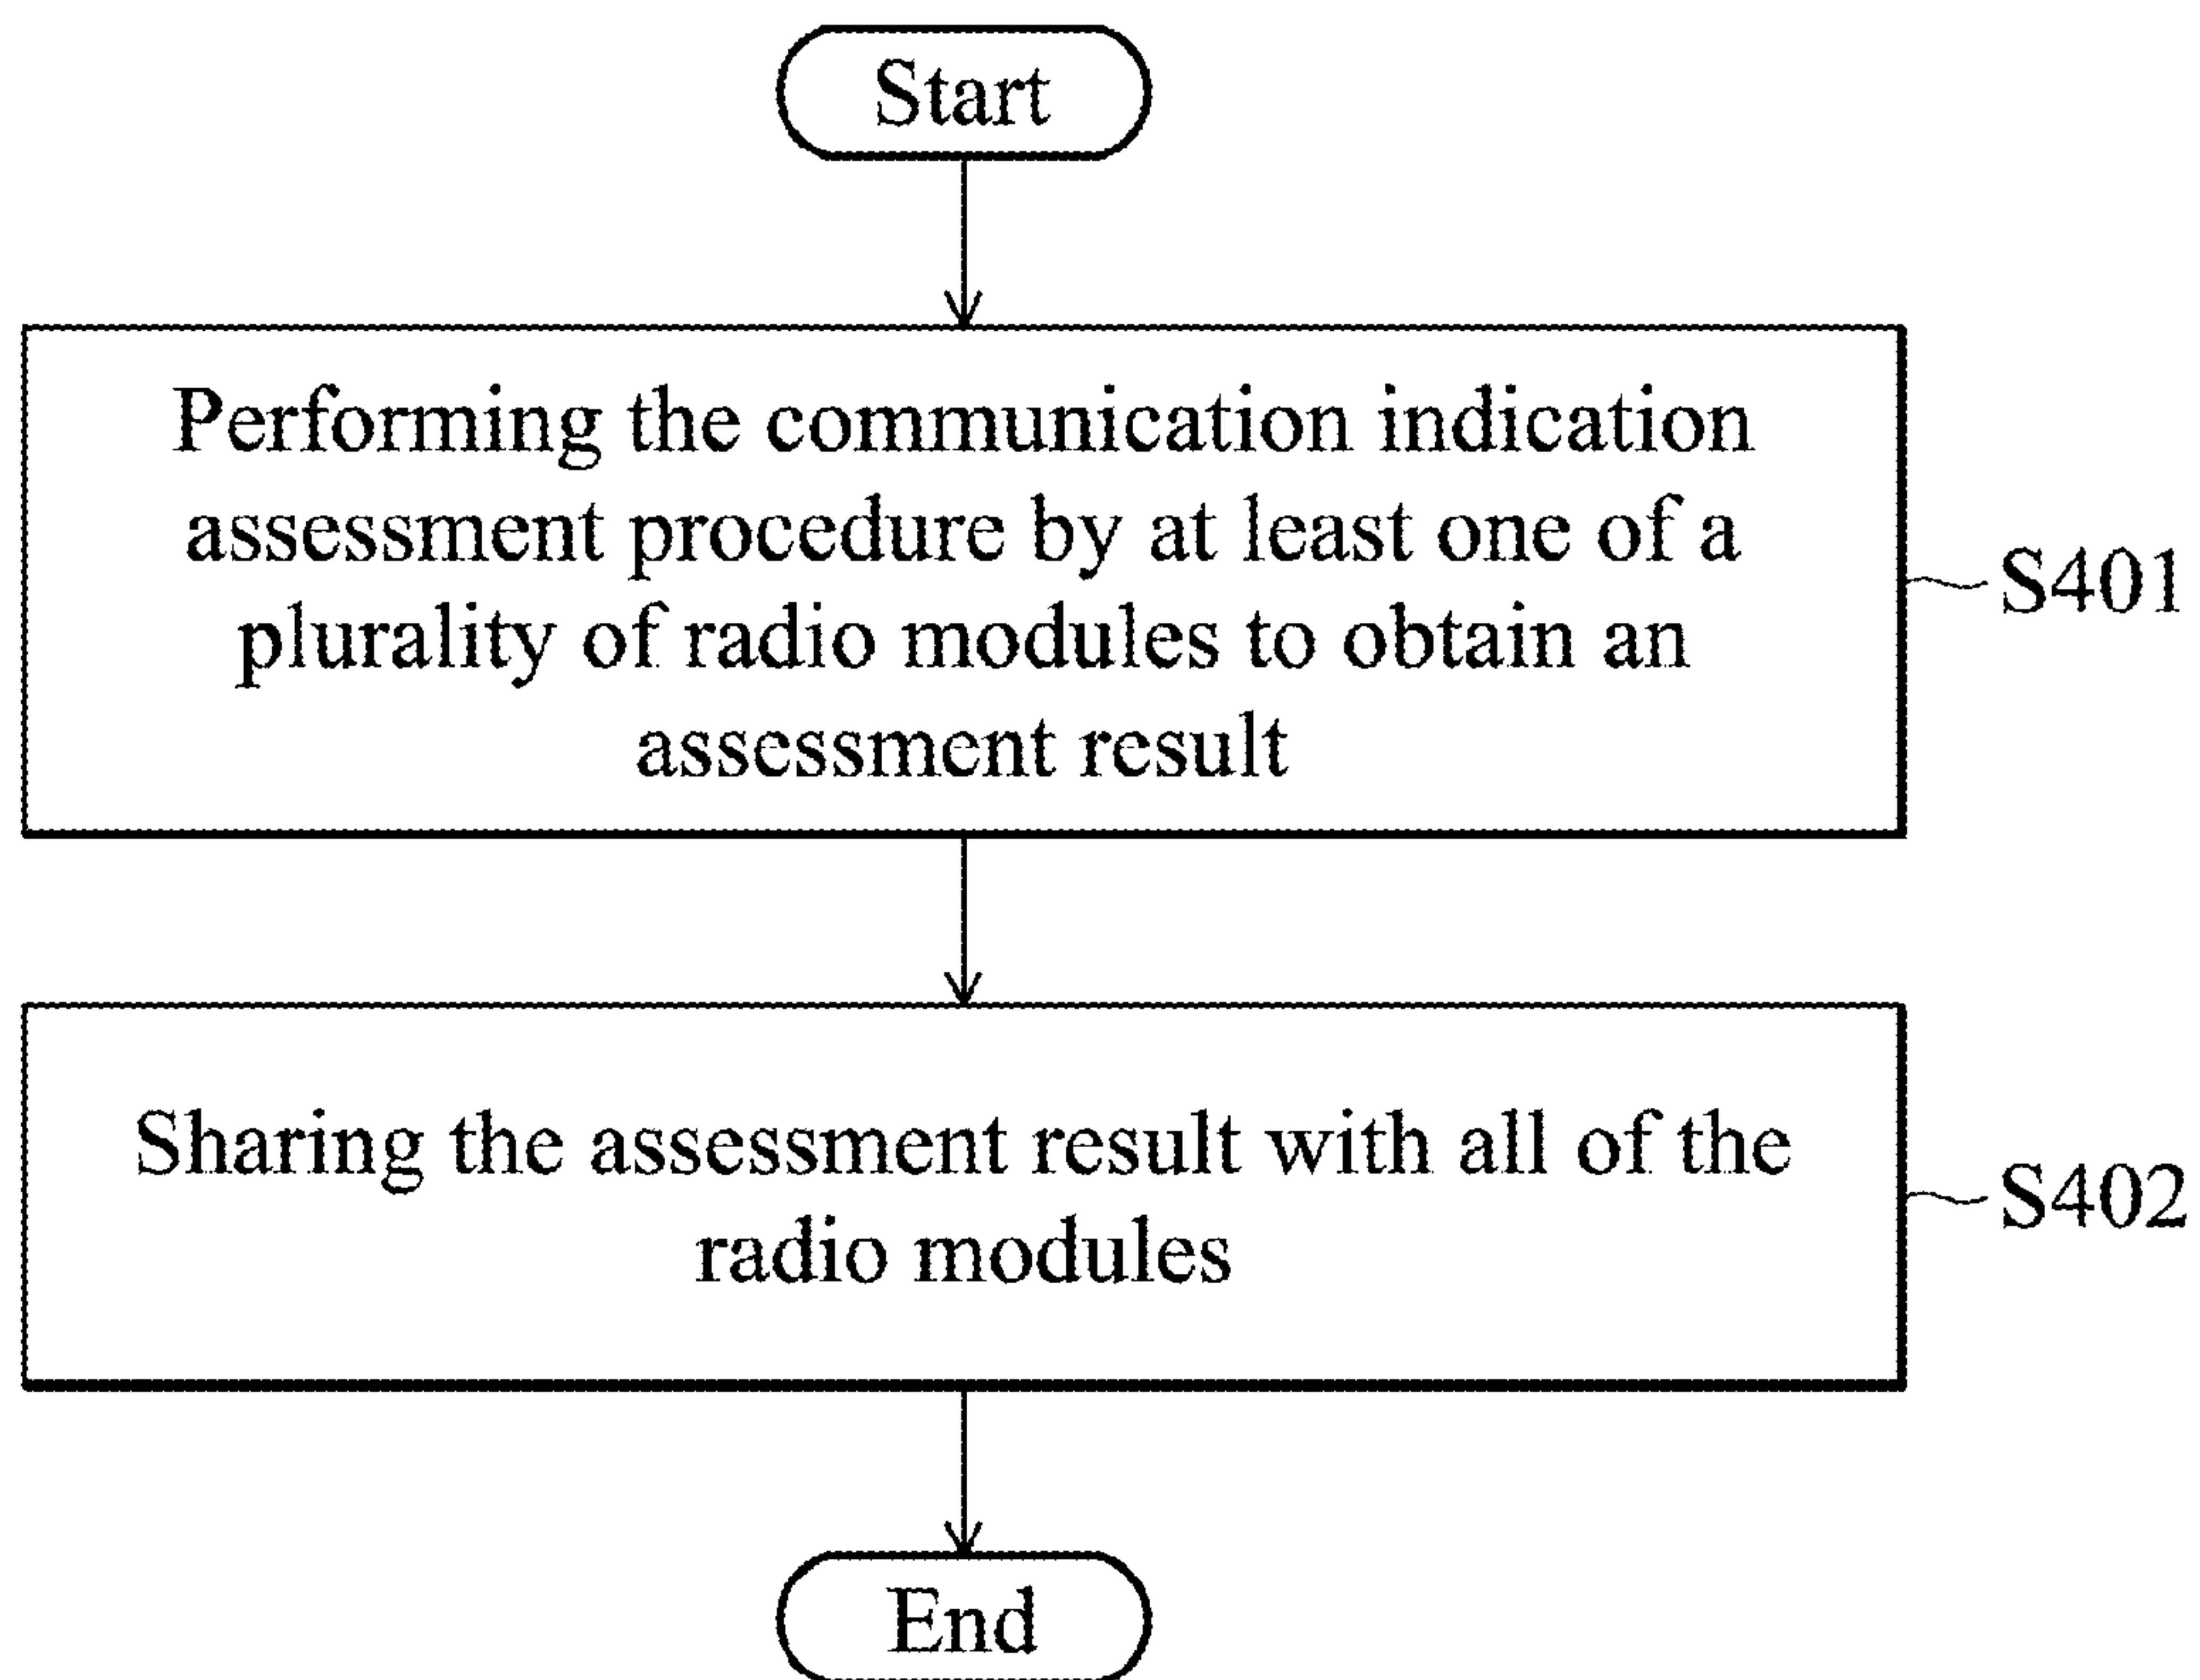 Start
Performing the communication indication
assessment procedure by at least one of a
plurality of radio modules to obtain an
assessment result
S401
Sharing the assessment result with all of the
radio modules
S402
End